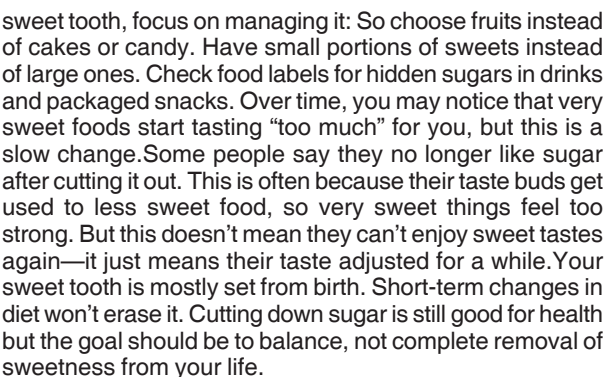 sweet tooth, focus on managing it: So choose fruits instead
of cakes or candy. Have small portions of sweets instead
of large ones. Check food labels for hidden sugars in drinks
and packaged snacks. Over time, you may notice that very
sweet foods start tasting “too much” for you, but this is a
slow change.Some people say they no longer like sugar
after cutting it out. This is often because their taste buds get
used to less sweet food, so very sweet things feel too
strong. But this doesn’t mean they can’t enjoy sweet tastes
again—it just means their taste adjusted for a while.Your
sweet tooth is mostly set from birth. Short-term changes in
diet won’t erase it. Cutting down sugar is still good for health
but the goal should be to balance, not complete removal of
sweetness from your life.